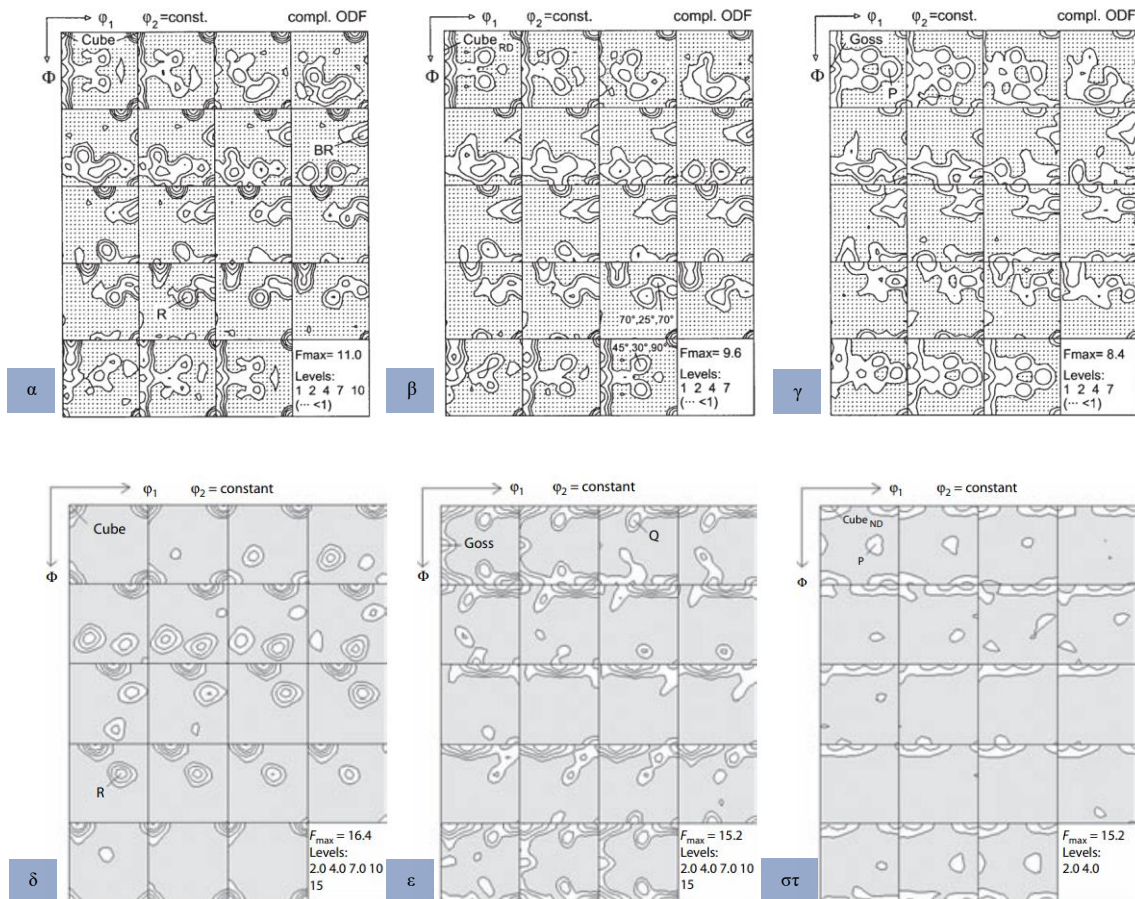 φ1 φ2=const. compl. ODF
Φ
Cube
BR
R
Fmax= 11.0
Levels:
1 2 4 7 10
(··· <1)
α
φ1 φ2=const. compl. ODF
Φ
Cube RD
70°,25°,70°
45°,30°,90°
Fmax= 9.6
Levels:
1 2 4 7
(··· <1)
β
φ1 φ2=const. compl. ODF
Φ
Goss
P
Fmax= 8.4
Levels:
1 2 4 7
(··· <1)
γ
φ1 φ2 = constant
Φ
Cube
R
Fmax = 16.4
Levels:
2.0 4.0 7.0 10
15
δ
φ1 φ2 = constant
Φ
Goss
Q
Fmax = 15.2
Levels:
2.0 4.0 7.0 10
15
ε
φ1 φ2 = constant
Φ
Cube ND
P
Fmax = 15.2
Levels:
2.0 4.0
στ